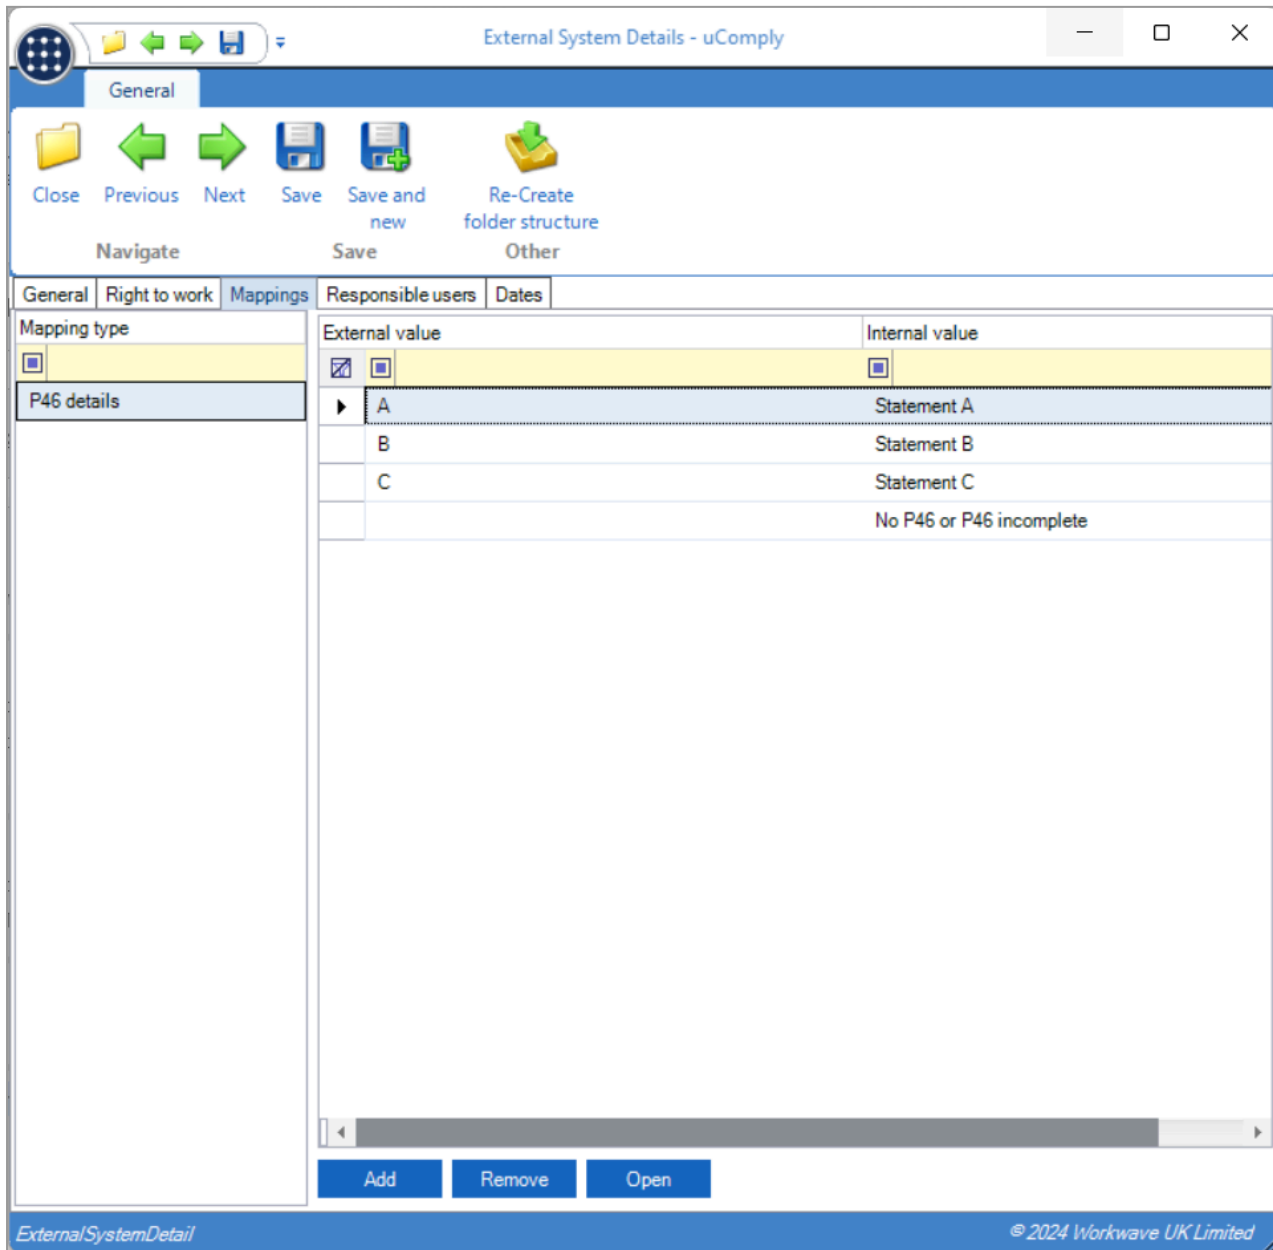 External System Details - uComply
General
Close Previous Next Save Save and new Re-Create folder structure
Navigate Save Other
General Right to work Mappings Responsible users Dates
Mapping type
P46 details
External value Internal value
A Statement A
B Statement B
C Statement C
No P46 or P46 incomplete
Add Remove Open
ExternalSystemDetail © 2024 Workwave UK Limited